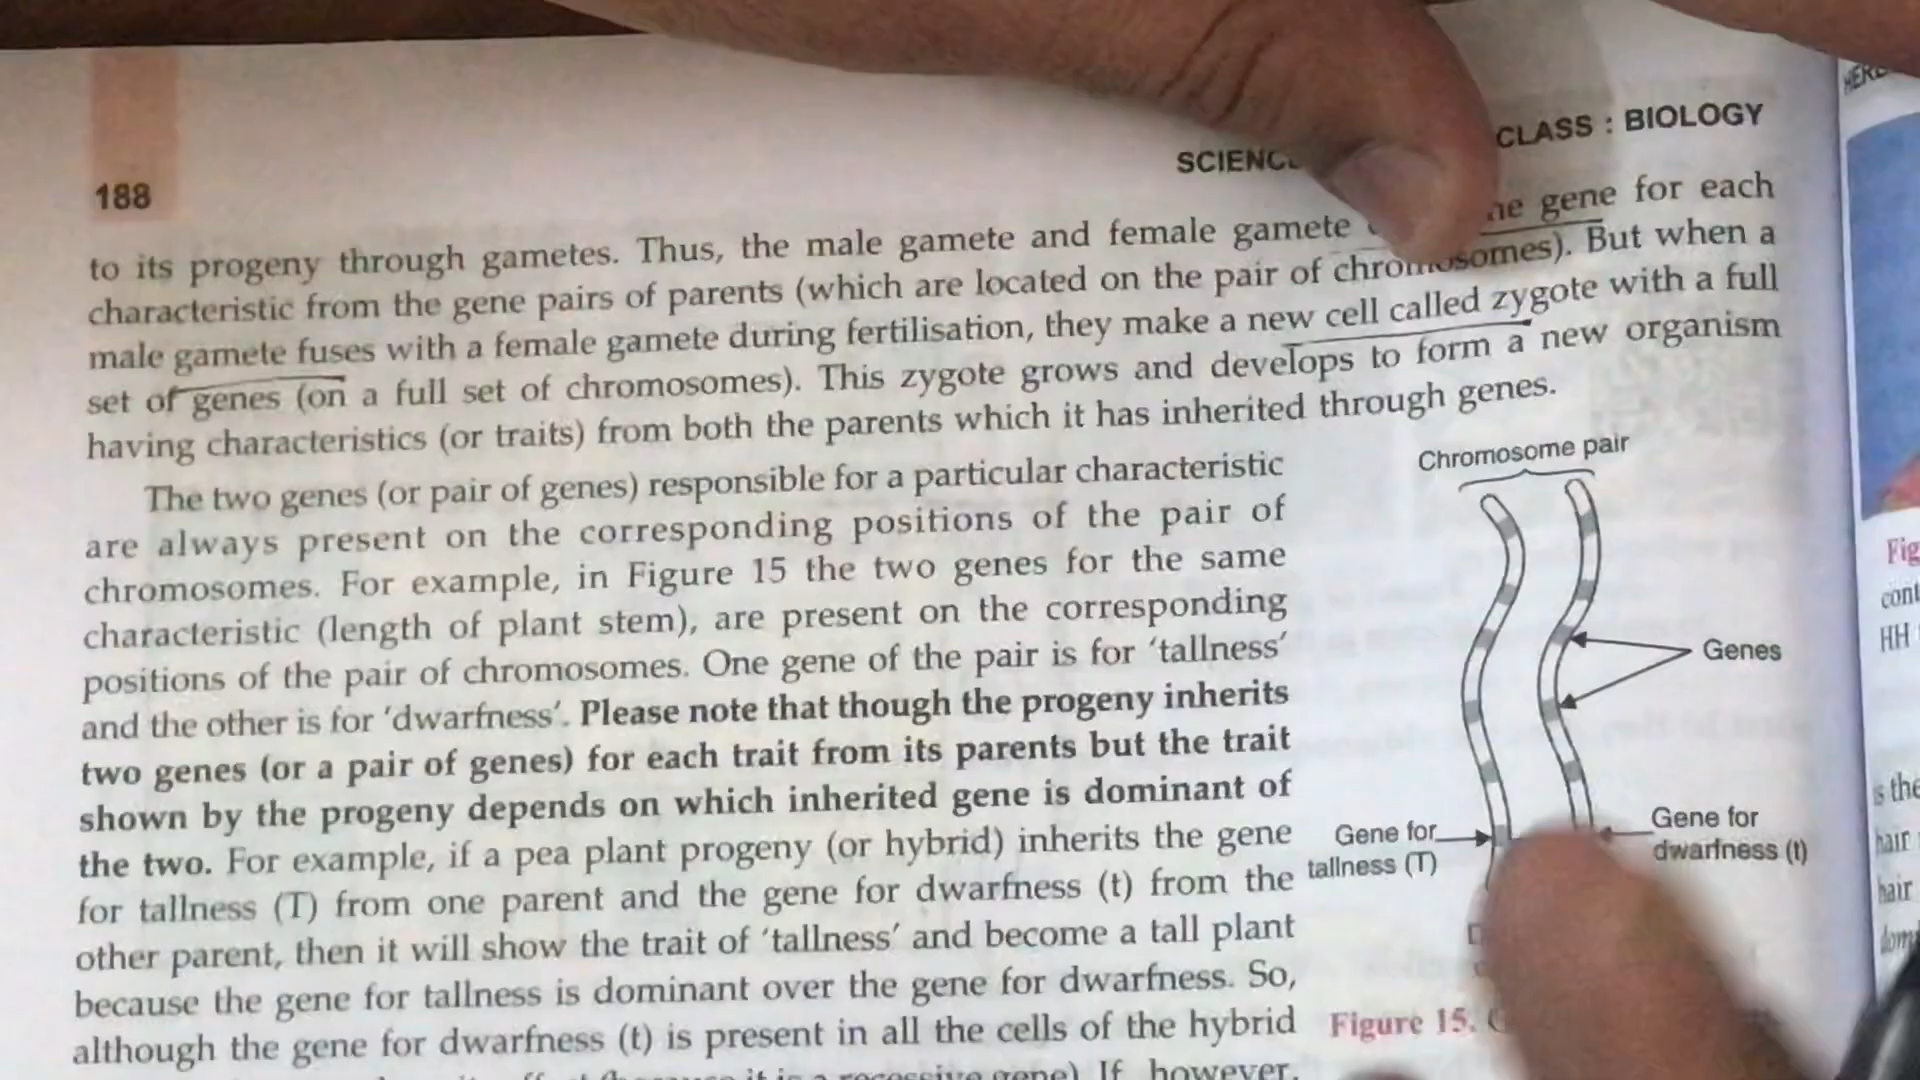 188
CLASS : BIOLOGY
to its progeny through gametes. Thus, the male gamete and female gamete gene for each
characteristic from the gene pairs of parents (which are located on the pair of chromosomes). But when a
male gamete fuses with a female gamete during fertilisation, they make a new cell called zygote with a full
set of genes (on a full set of chromosomes). This zygote grows and develops to form a new organism
having characteristics (or traits) from both the parents which it has inherited through genes.
The two genes (or pair of genes) responsible for a particular characteristic
are always present on the corresponding positions of the pair of
chromosomes. For example, in Figure 15 the two genes for the same
characteristic (length of plant stem), are present on the corresponding
positions of the pair of chromosomes. One gene of the pair is for ‘tallness’
and the other is for ‘dwarfness’. Please note that though the progeny inherits
two genes (or a pair of genes) for each trait from its parents but the trait
shown by the progeny depends on which inherited gene is dominant of
the two. For example, if a pea plant progeny (or hybrid) inherits the gene
for tallness (T) from one parent and the gene for dwarfness (t) from the
other parent, then it will show the trait of ‘tallness’ and become a tall plant
because the gene for tallness is dominant over the gene for dwarfness. So,
although the gene for dwarfness (t) is present in all the cells of the hybrid
recessive gene) If however,
Chromosome pair
Genes
Gene for
tallness (T)
Gene for
dwarfness (t)
Figure 15.
Fig
HH
hair
hair